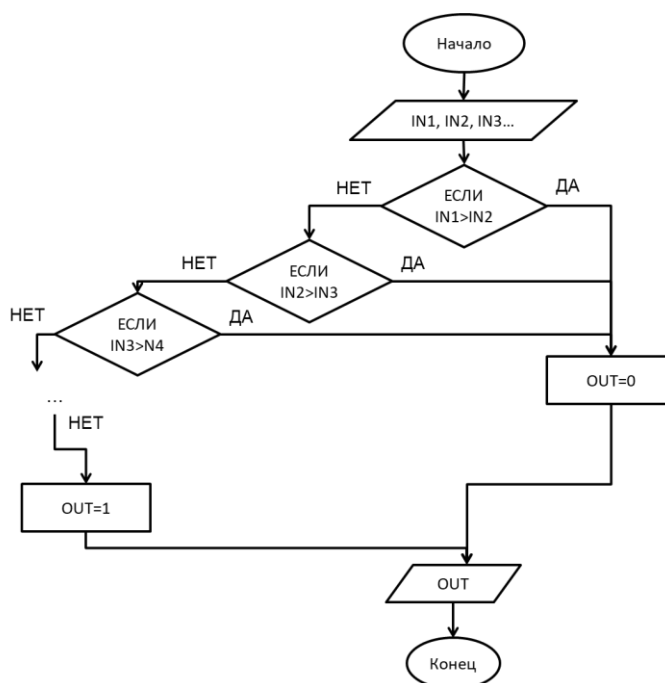 Начало
IN1, IN2, IN3...
НЕТ
ДА
ЕСЛИ
IN1>IN2
НЕТ
ДА
ЕСЛИ
IN2>IN3
НЕТ
ДА
ЕСЛИ
IN3>N4
OUT=0
...
НЕТ
OUT=1
OUT
Конец